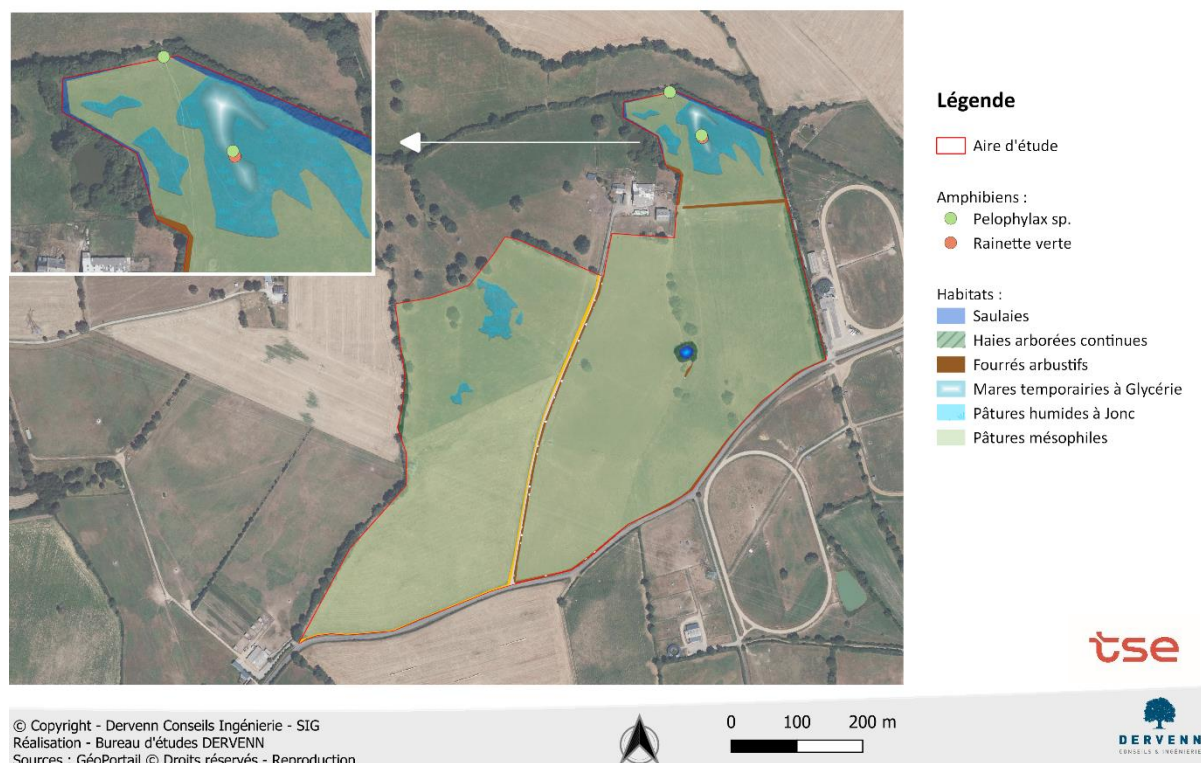 Légende
Aire d'étude
Amphibiens :
Pelophylax sp.
Rainette verte
Habitats :
Saulaies
Haies arborées continues
Fourrés arbustifs
Mares temporairies à Glycérie
Pâtures humides à Jonc
Pâtures mésophiles
tse
© Copyright - Dervenn Conseils Ingénierie - SIG
Réalisation - Bureau d'études DERVENN
Sources : GéoPortail © Droits réservés - Reproduction
0 100 200 m
DERVENN
CONSEILS & INGÉNIERIE